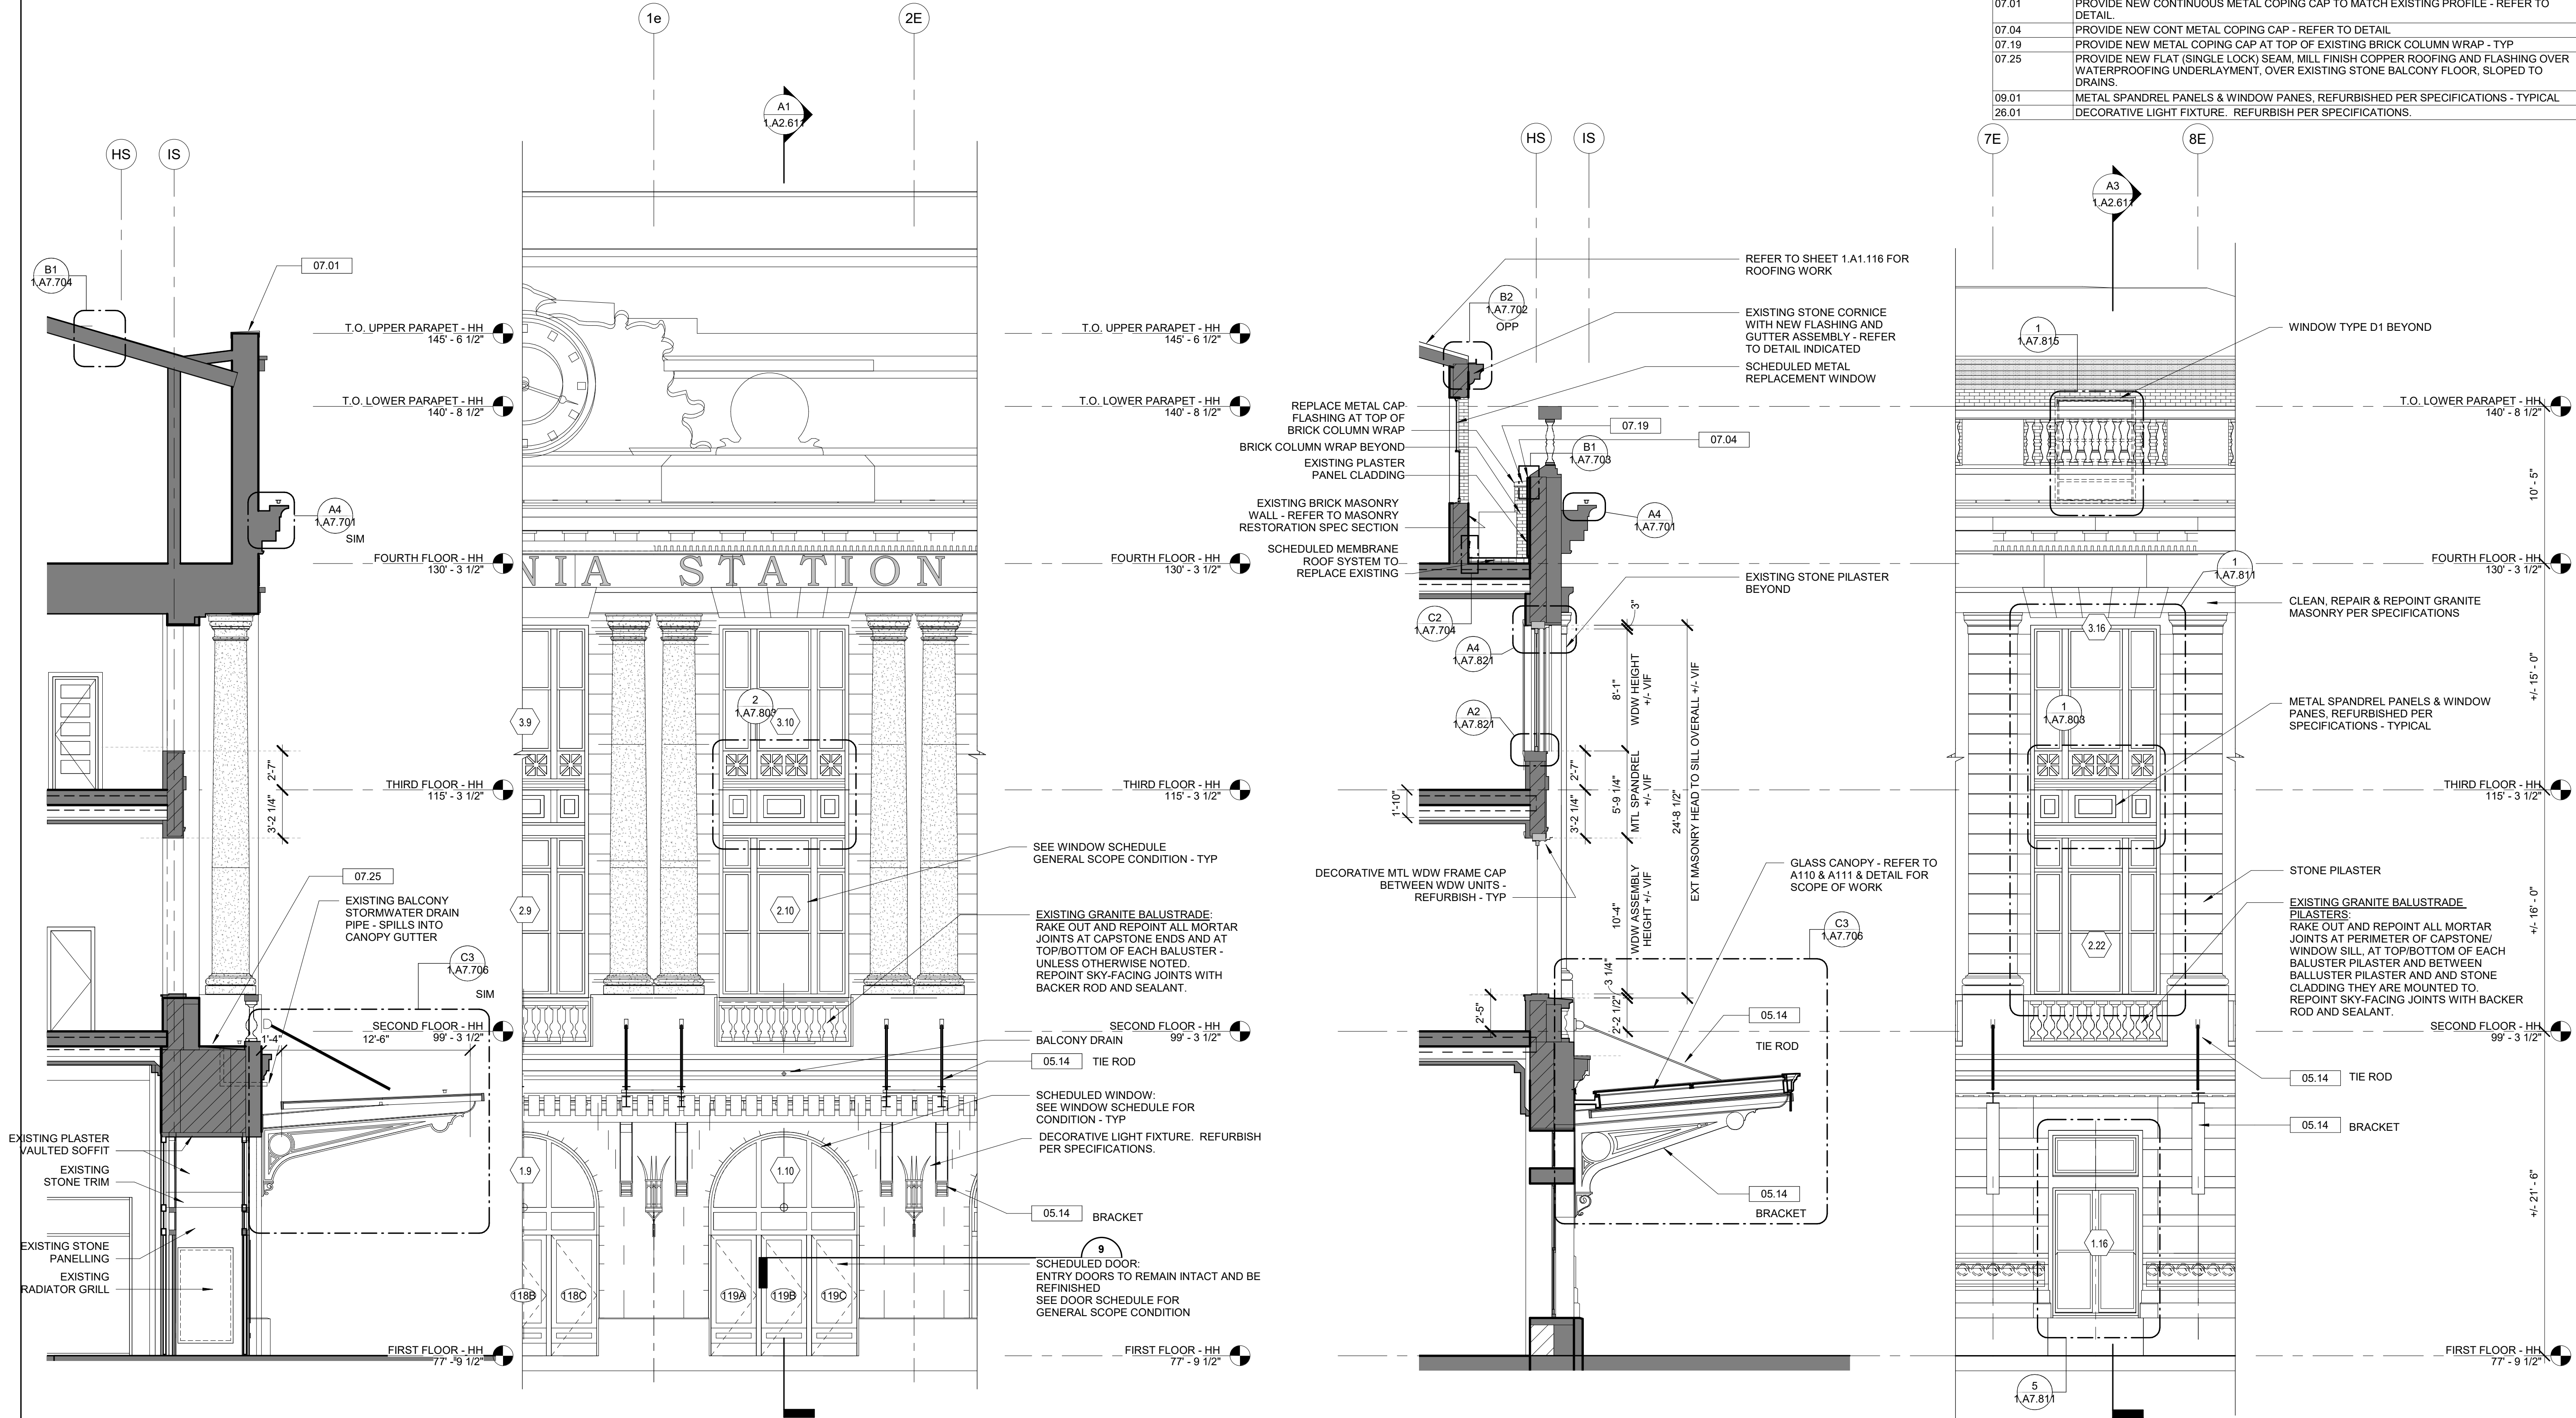 07.01 PROVIDE NEW CONTINUOUS METAL COPING CAP TO MATCH EXISTING PROFILE - REFER TO
DETAIL.
07.04 PROVIDE NEW CONT METAL COPING CAP - REFER TO DETAIL
07.19 PROVIDE NEW METAL COPING CAP AT TOP OF EXISTING BRICK COLUMN WRAP - TYP
07.25 PROVIDE NEW FLAT (SINGLE LOCK) SEAM, MILL FINISH COPPER ROOFING AND FLASHING OVER
WATERPROOFING UNDERLAYMENT, OVER EXISTING STONE BALCONY FLOOR, SLOPED TO
DRAINS.
09.01 METAL SPANDREL PANELS & WINDOW PANES, REFURBISHED PER SPECIFICATIONS - TYPICAL
26.01 DECORATIVE LIGHT FIXTURE. REFURBISH PER SPECIFICATIONS.
HS
IS
B1
1.A7.704
07.01
T.O. UPPER PARAPET - HH
145' - 6 1/2"
T.O. LOWER PARAPET - HH
140' - 8 1/2"
A4
1.A7.701
SIM
FOURTH FLOOR - HH
130' - 3 1/2"
2'-7"
3'-2 1/4"
THIRD FLOOR - HH
115' - 3 1/2"
07.25
EXISTING BALCONY
STORMWATER DRAIN
PIPE - SPILLS INTO
CANOPY GUTTER
C3
1.A7.706
SIM
SECOND FLOOR - HH
99' - 3 1/2"
1'-4"
12'-6"
EXISTING PLASTER
VAULTED SOFFIT
EXISTING
STONE TRIM
EXISTING STONE
PANELLING
EXISTING
RADIATOR GRILL
FIRST FLOOR - HH
77' - 9 1/2"
1e
2E
A1
1.A2.611
NIA STATION
3.9
2
1.A7.803
3.10
2.9
2.10
1.9
1.10
118B
118C
119A
119B
119C
T.O. UPPER PARAPET - HH
145' - 6 1/2"
T.O. LOWER PARAPET - HH
140' - 8 1/2"
FOURTH FLOOR - HH
130' - 3 1/2"
THIRD FLOOR - HH
115' - 3 1/2"
SEE WINDOW SCHEDULE
GENERAL SCOPE CONDITION - TYP
EXISTING GRANITE BALUSTRADE:
RAKE OUT AND REPOINT ALL MORTAR
JOINTS AT CAPSTONE ENDS AND AT
TOP/BOTTOM OF EACH BALUSTER -
UNLESS OTHERWISE NOTED.
REPOINT SKY-FACING JOINTS WITH
BACKER ROD AND SEALANT.
SECOND FLOOR - HH
99' - 3 1/2"
BALCONY DRAIN
05.14 TIE ROD
SCHEDULED WINDOW:
SEE WINDOW SCHEDULE FOR
CONDITION - TYP
DECORATIVE LIGHT FIXTURE. REFURBISH
PER SPECIFICATIONS.
05.14 BRACKET
9
SCHEDULED DOOR:
ENTRY DOORS TO REMAIN INTACT AND BE
REFINISHED
SEE DOOR SCHEDULE FOR
GENERAL SCOPE CONDITION
FIRST FLOOR - HH
77' - 9 1/2"
HS
IS
REFER TO SHEET 1.A1.116 FOR
ROOFING WORK
B2
1.A7.702
OPP
EXISTING STONE CORNICE
WITH NEW FLASHING AND
GUTTER ASSEMBLY - REFER
TO DETAIL INDICATED
SCHEDULED METAL
REPLACEMENT WINDOW
REPLACE METAL CAP
FLASHING AT TOP OF
BRICK COLUMN WRAP
BRICK COLUMN WRAP BEYOND
EXISTING PLASTER
PANEL CLADDING
07.19
07.04
B1
1.A7.703
EXISTING BRICK MASONRY
WALL - REFER TO MASONRY
RESTORATION SPEC SECTION
A4
1.A7.701
SCHEDULED MEMBRANE
ROOF SYSTEM TO
REPLACE EXISTING
EXISTING STONE PILASTER
BEYOND
C2
1.A7.704
A4
1.A7.821
A2
1.A7.821
3"
8'-1"
WDW HEIGHT
+/- VIF
1'-10"
2'-7"
3'-2 1/4"
5'-9 1/4"
MTL SPANDREL
+/- VIF
24'-8 1/2"
EXT MASONRY HEAD TO SILL OVERALL +/- VIF
DECORATIVE MTL WDW FRAME CAP
BETWEEN WDW UNITS -
REFURBISH - TYP
10'-4"
WDW ASSEMBLY
HEIGHT +/- VIF
3 1/4"
2'-2 1/2"
2'-5"
GLASS CANOPY - REFER TO
A110 & A111 & DETAIL FOR
SCOPE OF WORK
C3
1.A7.706
05.14
TIE ROD
05.14
BRACKET
7E
8E
A3
1.A2.611
1
1.A7.815
WINDOW TYPE D1 BEYOND
T.O. LOWER PARAPET - HH
140' - 8 1/2"
10' - 5"
FOURTH FLOOR - HH
130' - 3 1/2"
1
1.A7.811
CLEAN, REPAIR & REPOINT GRANITE
MASONRY PER SPECIFICATIONS
3.16
+/- 15' - 0"
1
1.A7.803
METAL SPANDREL PANELS & WINDOW
PANES, REFURBISHED PER
SPECIFICATIONS - TYPICAL
THIRD FLOOR - HH
115' - 3 1/2"
STONE PILASTER
2.22
EXISTING GRANITE BALUSTRADE
PILASTERS:
RAKE OUT AND REPOINT ALL MORTAR
JOINTS AT PERIMETER OF CAPSTONE/
WINDOW SILL, AT TOP/BOTTOM OF EACH
BALUSTER PILASTER AND BETWEEN
BALLUSTER PILASTER AND AND STONE
CLADDING THEY ARE MOUNTED TO.
REPOINT SKY-FACING JOINTS WITH BACKER
ROD AND SEALANT.
+/- 16' - 0"
SECOND FLOOR - HH
99' - 3 1/2"
05.14 TIE ROD
05.14 BRACKET
+/- 21' - 6"
1.16
FIRST FLOOR - HH
77' - 9 1/2"
5
1.A7.811